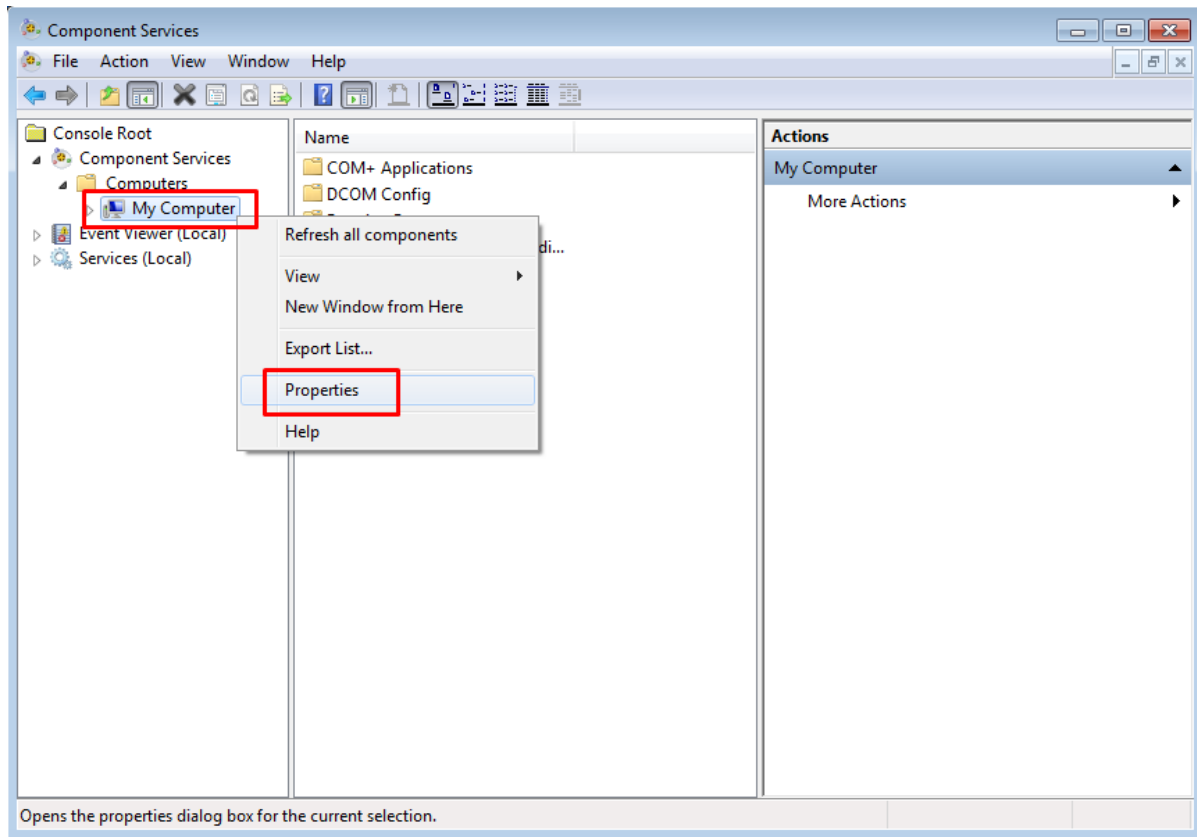 Component Services
File Action View Window Help
Console Root
Component Services
Computers
My Computer
Event Viewer (Local)
Services (Local)
Name
COM+ Applications
DCOM Config
di...
Refresh all components
View
New Window from Here
Export List...
Properties
Help
Actions
My Computer
More Actions
Opens the properties dialog box for the current selection.